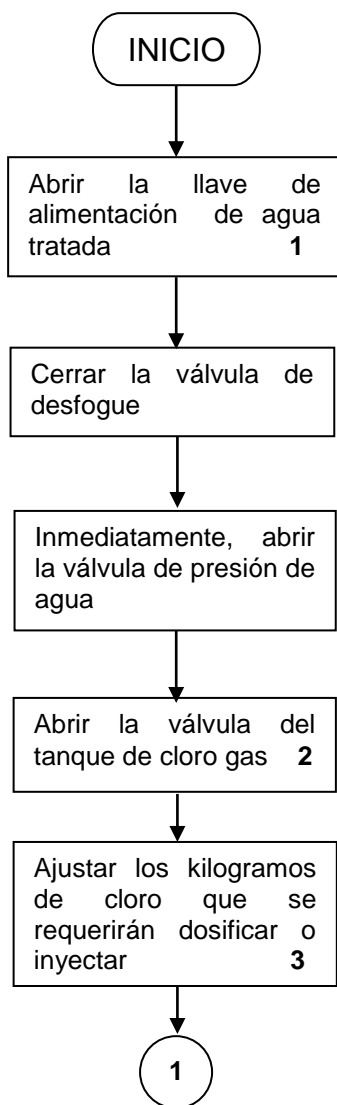 INICIO
Abrir la llave de
alimentación de agua
tratada 1
Cerrar la válvula de
desfogue
Inmediatamente, abrir
la válvula de presión de
agua
Abrir la válvula del
tanque de cloro gas 2
Ajustar los kilogramos
de cloro que se
requerirán dosificar o
inyectar 3
1